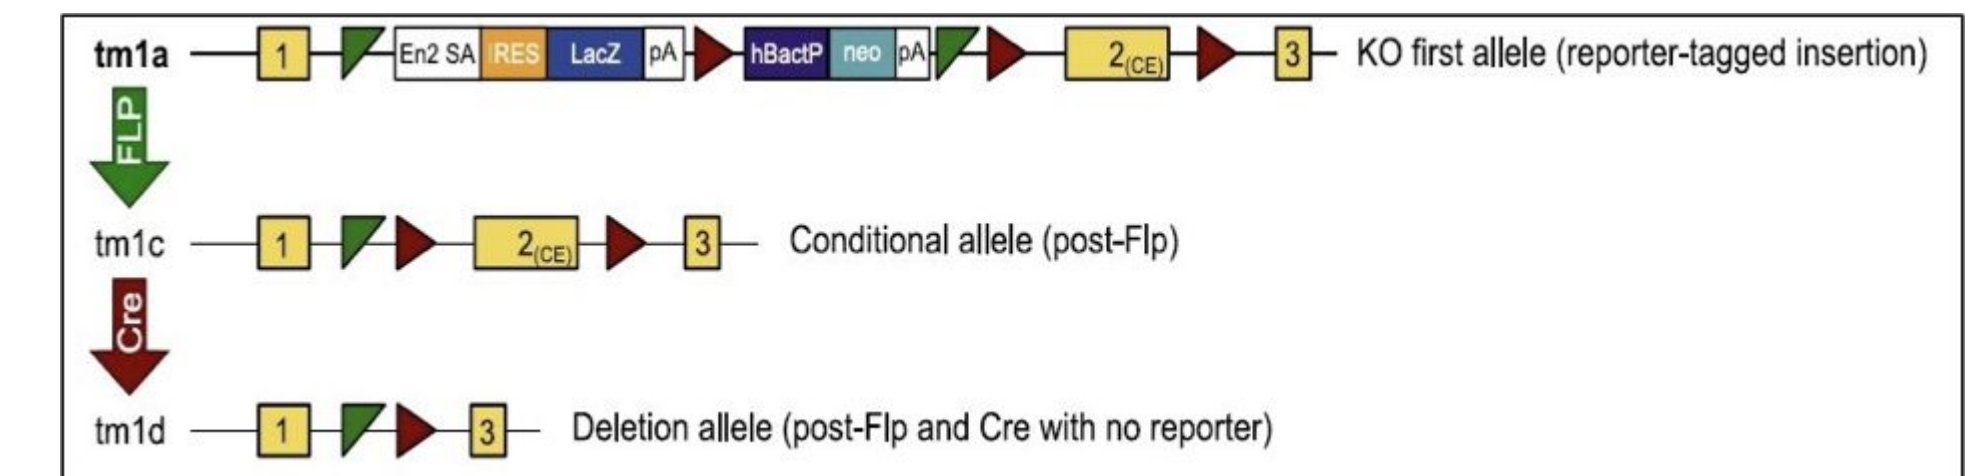 tm1a 1 En2 SA IRES LacZ pA hBactP neo pA 2(CE) 3 KO first allele (reporter-tagged insertion)
FLP
tm1c 1 2(CE) 3 Conditional allele (post-Flp)
Cre
tm1d 1 3 Deletion allele (post-Flp and Cre with no reporter)